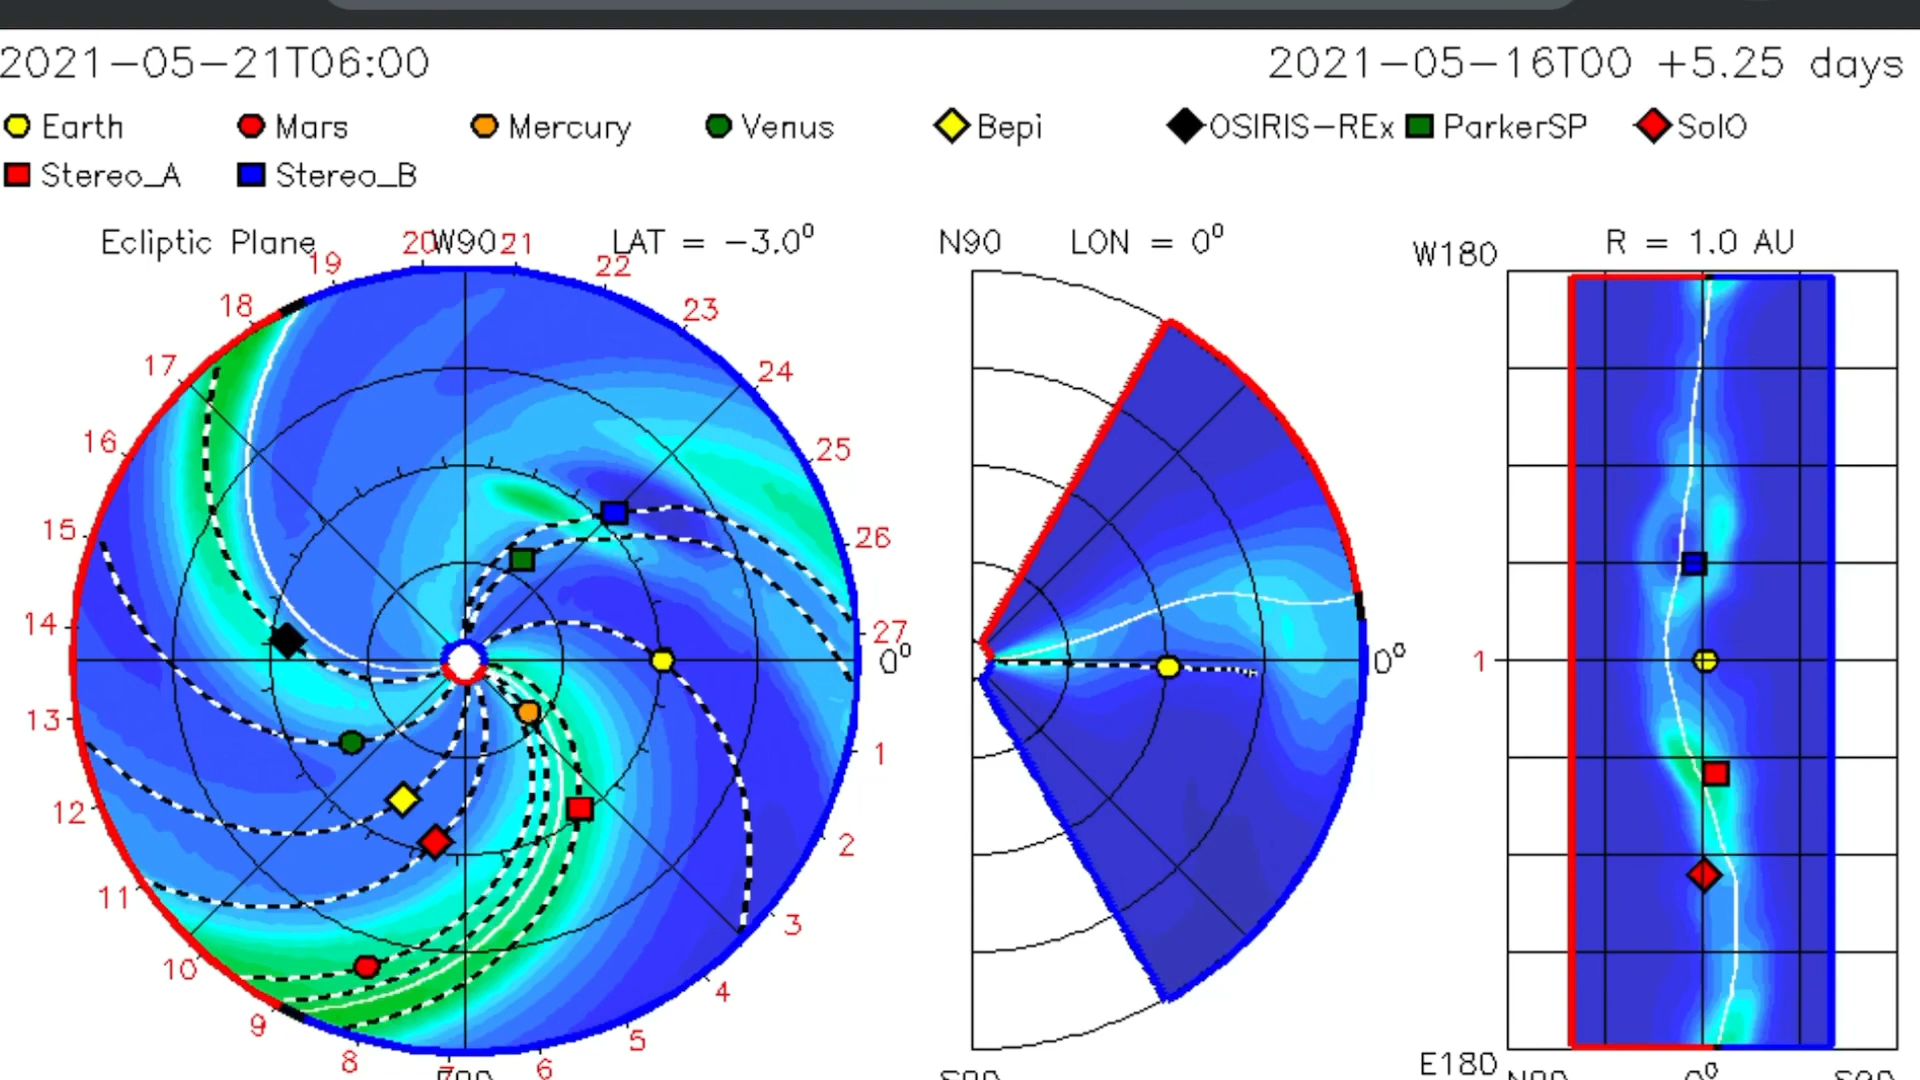 2021-05-21T06:00 2021-05-16T00 +5.25 days
Earth Mars Mercury Venus Bepi OSIRIS-REx ParkerSP SolO
Stereo_A Stereo_B
Ecliptic Plane W90 LAT = -3.0° N90 LON = 0° R = 1.0 AU
W180
19 20 21 22
18 23
17 24
16 25
15 26
14 27
0° 0° 1
13 1
12 2
11 3
10 4
9 5
8 7 6
E180 0°